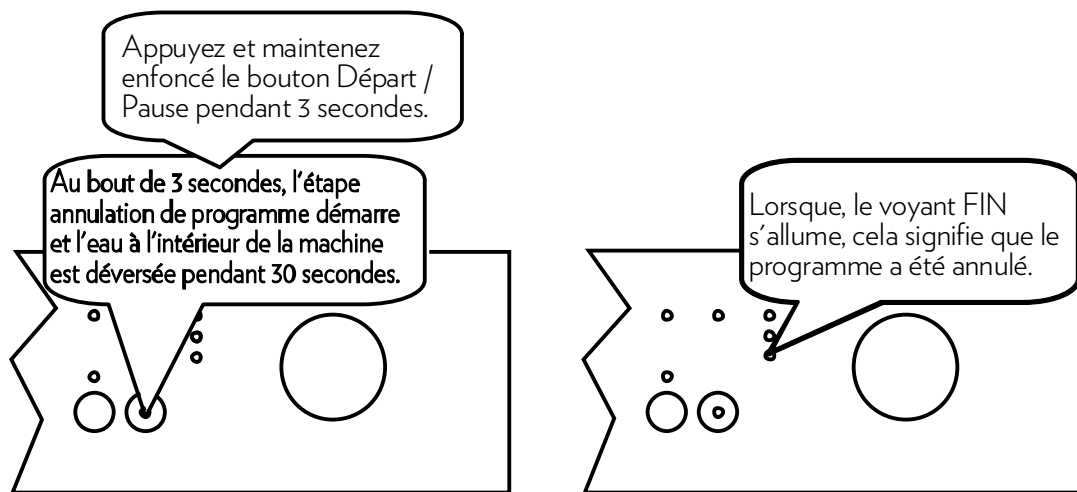 Appuyez et maintenez
enfoncé le bouton Départ /
Pause pendant 3 secondes.
Au bout de 3 secondes, l'étape
annulation de programme démarre
et l'eau à l'intérieur de la machine
est déversée pendant 30 secondes.
Lorsque, le voyant FIN
s'allume, cela signifie que le
programme a été annulé.